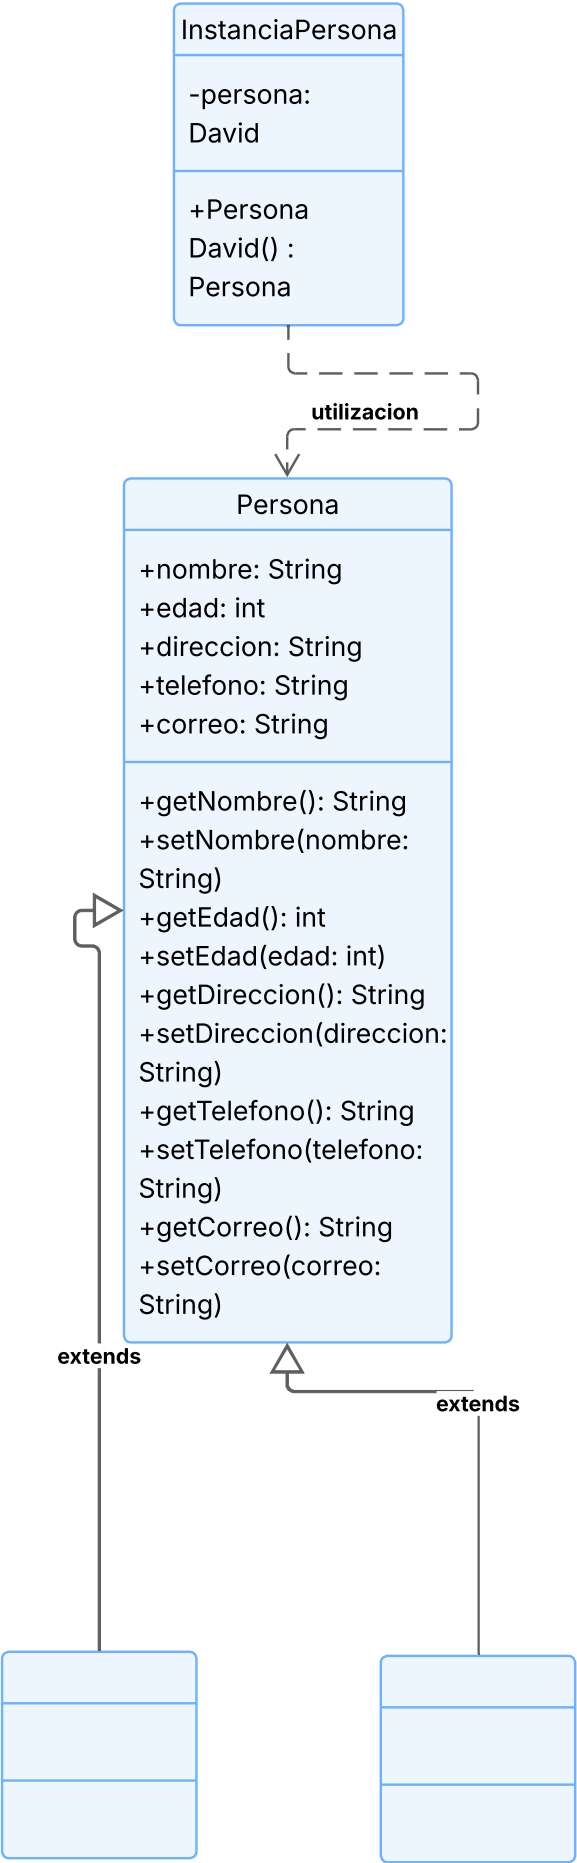 InstanciaPersona
-persona:
David
+Persona
David() :
Persona
utilizacion
Persona
+nombre: String
+edad: int
+direccion: String
+telefono: String
+correo: String
+getNombre(): String
+setNombre(nombre:
String)
+getEdad(): int
+setEdad(edad: int)
+getDireccion(): String
+setDireccion(direccion:
String)
+getTelefono(): String
+setTelefono(telefono:
String)
+getCorreo(): String
+setCorreo(correo:
String)
extends
extends